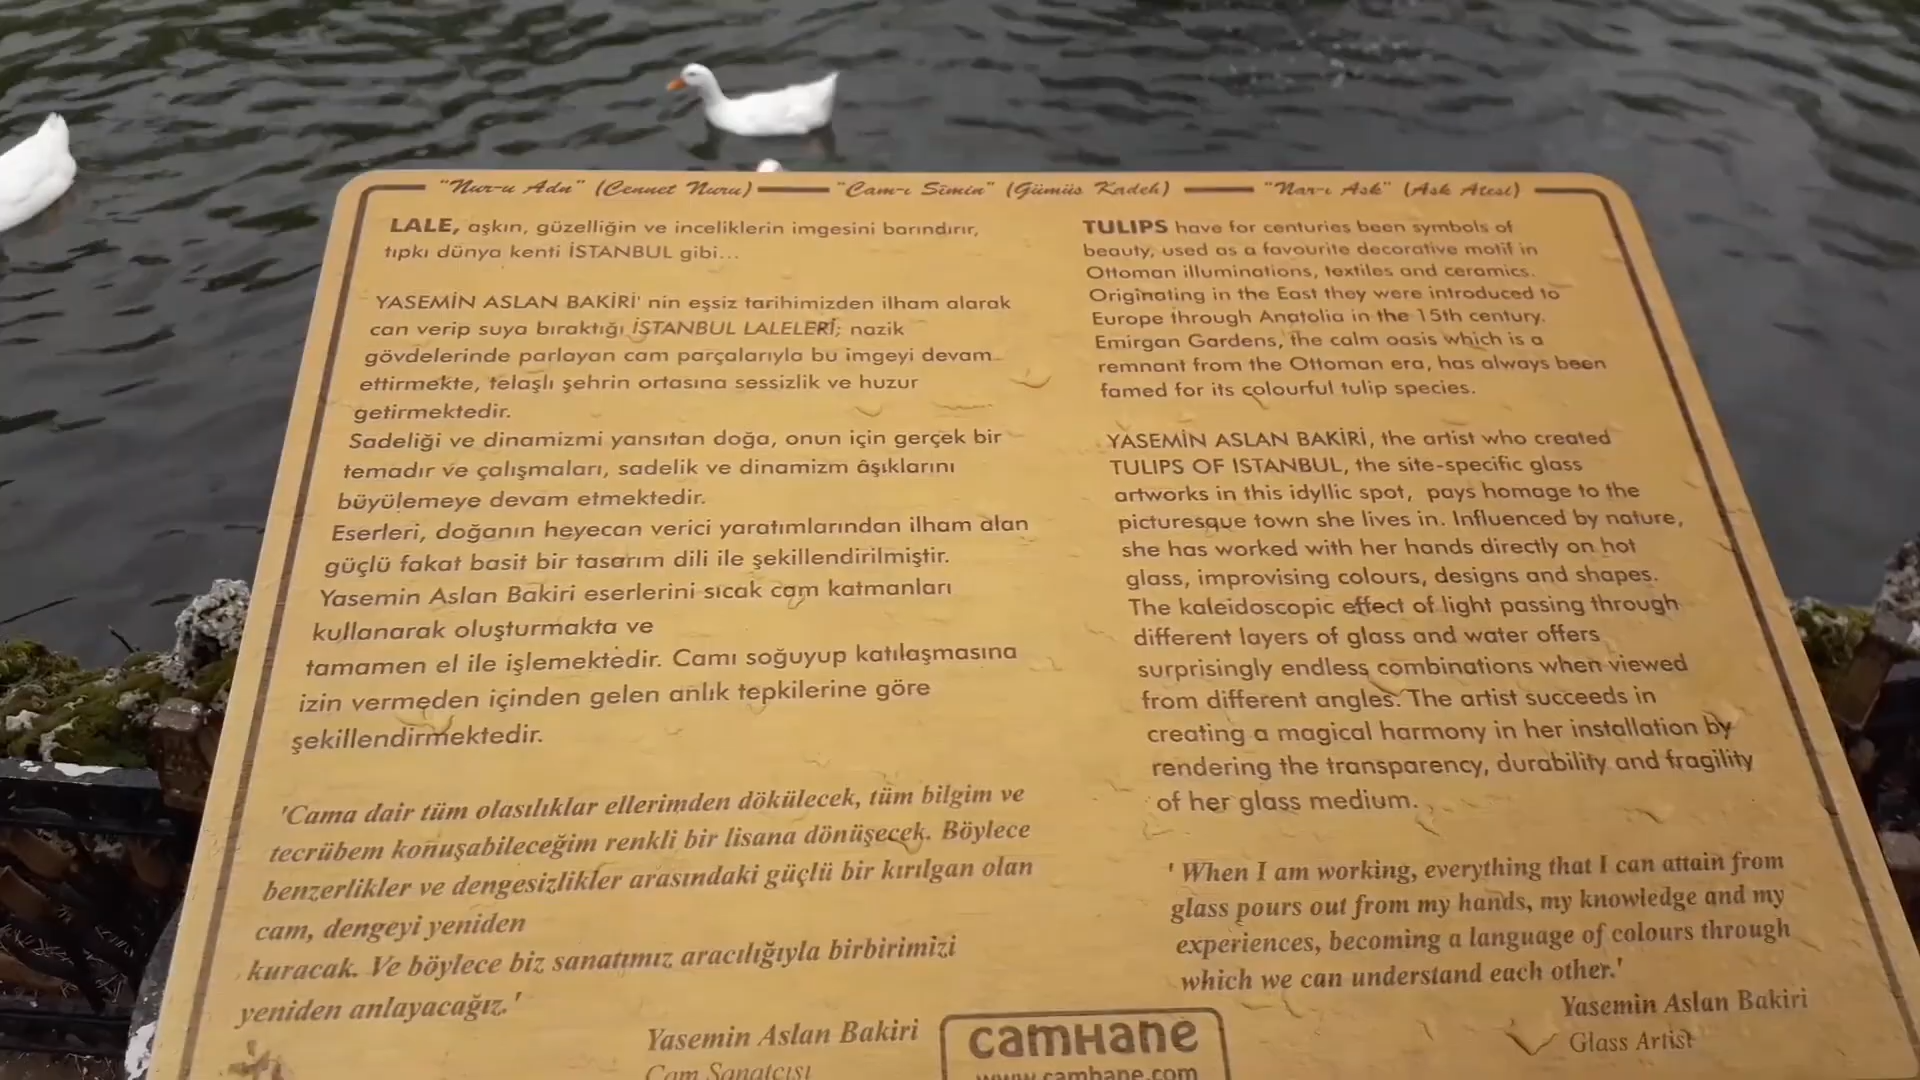 "Nur-u Adn" (Cennet Nuru) "Cam-ı Sîmin" (Gümüs Kadeh) "Nar-ı Ask" (Ask Atesi)
LALE, aşkın, güzelliğin ve inceliklerin imgesini barındırır,
tıpkı dünya kenti İSTANBUL gibi...
YASEMİN ASLAN BAKİRİ' nin eşsiz tarihimizden ilham alarak
can verip suya bıraktığı İSTANBUL LALELERİ; nazik
gövdelerinde parlayan cam parçalarıyla bu imgeyi devam
ettirmekte, telaşlı şehrin ortasına sessizlik ve huzur
getirmektedir.
Sadeliği ve dinamizmi yansıtan doğa, onun için gerçek bir
temadır ve çalışmaları, sadelik ve dinamizm âşıklarını
büyülemeye devam etmektedir.
Eserleri, doğanın heyecan verici yaratımlarından ilham alan
güçlü fakat basit bir tasarım dili ile şekillendirilmiştir.
Yasemin Aslan Bakiri eserlerini sıcak cam katmanları
kullanarak oluşturmakta ve
tamamen el ile işlemektedir. Camı soğuyup katılaşmasına
izin vermeden içinden gelen anlık tepkilerine göre
şekillendirmektedir.
'Cama dair tüm olasılıklar ellerimden dökülecek, tüm bilgim ve
tecrübem konuşabileceğim renkli bir lisana dönüşecek. Böylece
benzerlikler ve dengesizlikler arasındaki güçlü bir kırılgan olan
cam, dengeyi yeniden
kuracak. Ve böylece biz sanatımız aracılığıyla birbirimizi
yeniden anlayacağız.'
Yasemin Aslan Bakiri
Cam Sanatçısı
TULIPS have for centuries been symbols of
beauty, used as a favourite decorative motif in
Ottoman illuminations, textiles and ceramics.
Originating in the East they were introduced to
Europe through Anatolia in the 15th century.
Emirgan Gardens, the calm oasis which is a
remnant from the Ottoman era, has always been
famed for its colourful tulip species.
YASEMİN ASLAN BAKİRİ, the artist who created
TULIPS OF ISTANBUL, the site-specific glass
artworks in this idyllic spot, pays homage to the
picturesque town she lives in. Influenced by nature,
she has worked with her hands directly on hot
glass, improvising colours, designs and shapes.
The kaleidoscopic effect of light passing through
different layers of glass and water offers
surprisingly endless combinations when viewed
from different angles. The artist succeeds in
creating a magical harmony in her installation by
rendering the transparency, durability and fragility
of her glass medium.
' When I am working, everything that I can attain from
glass pours out from my hands, my knowledge and my
experiences, becoming a language of colours through
which we can understand each other.'
Yasemin Aslan Bakiri
Glass Artist
camHane
www.camhane.com